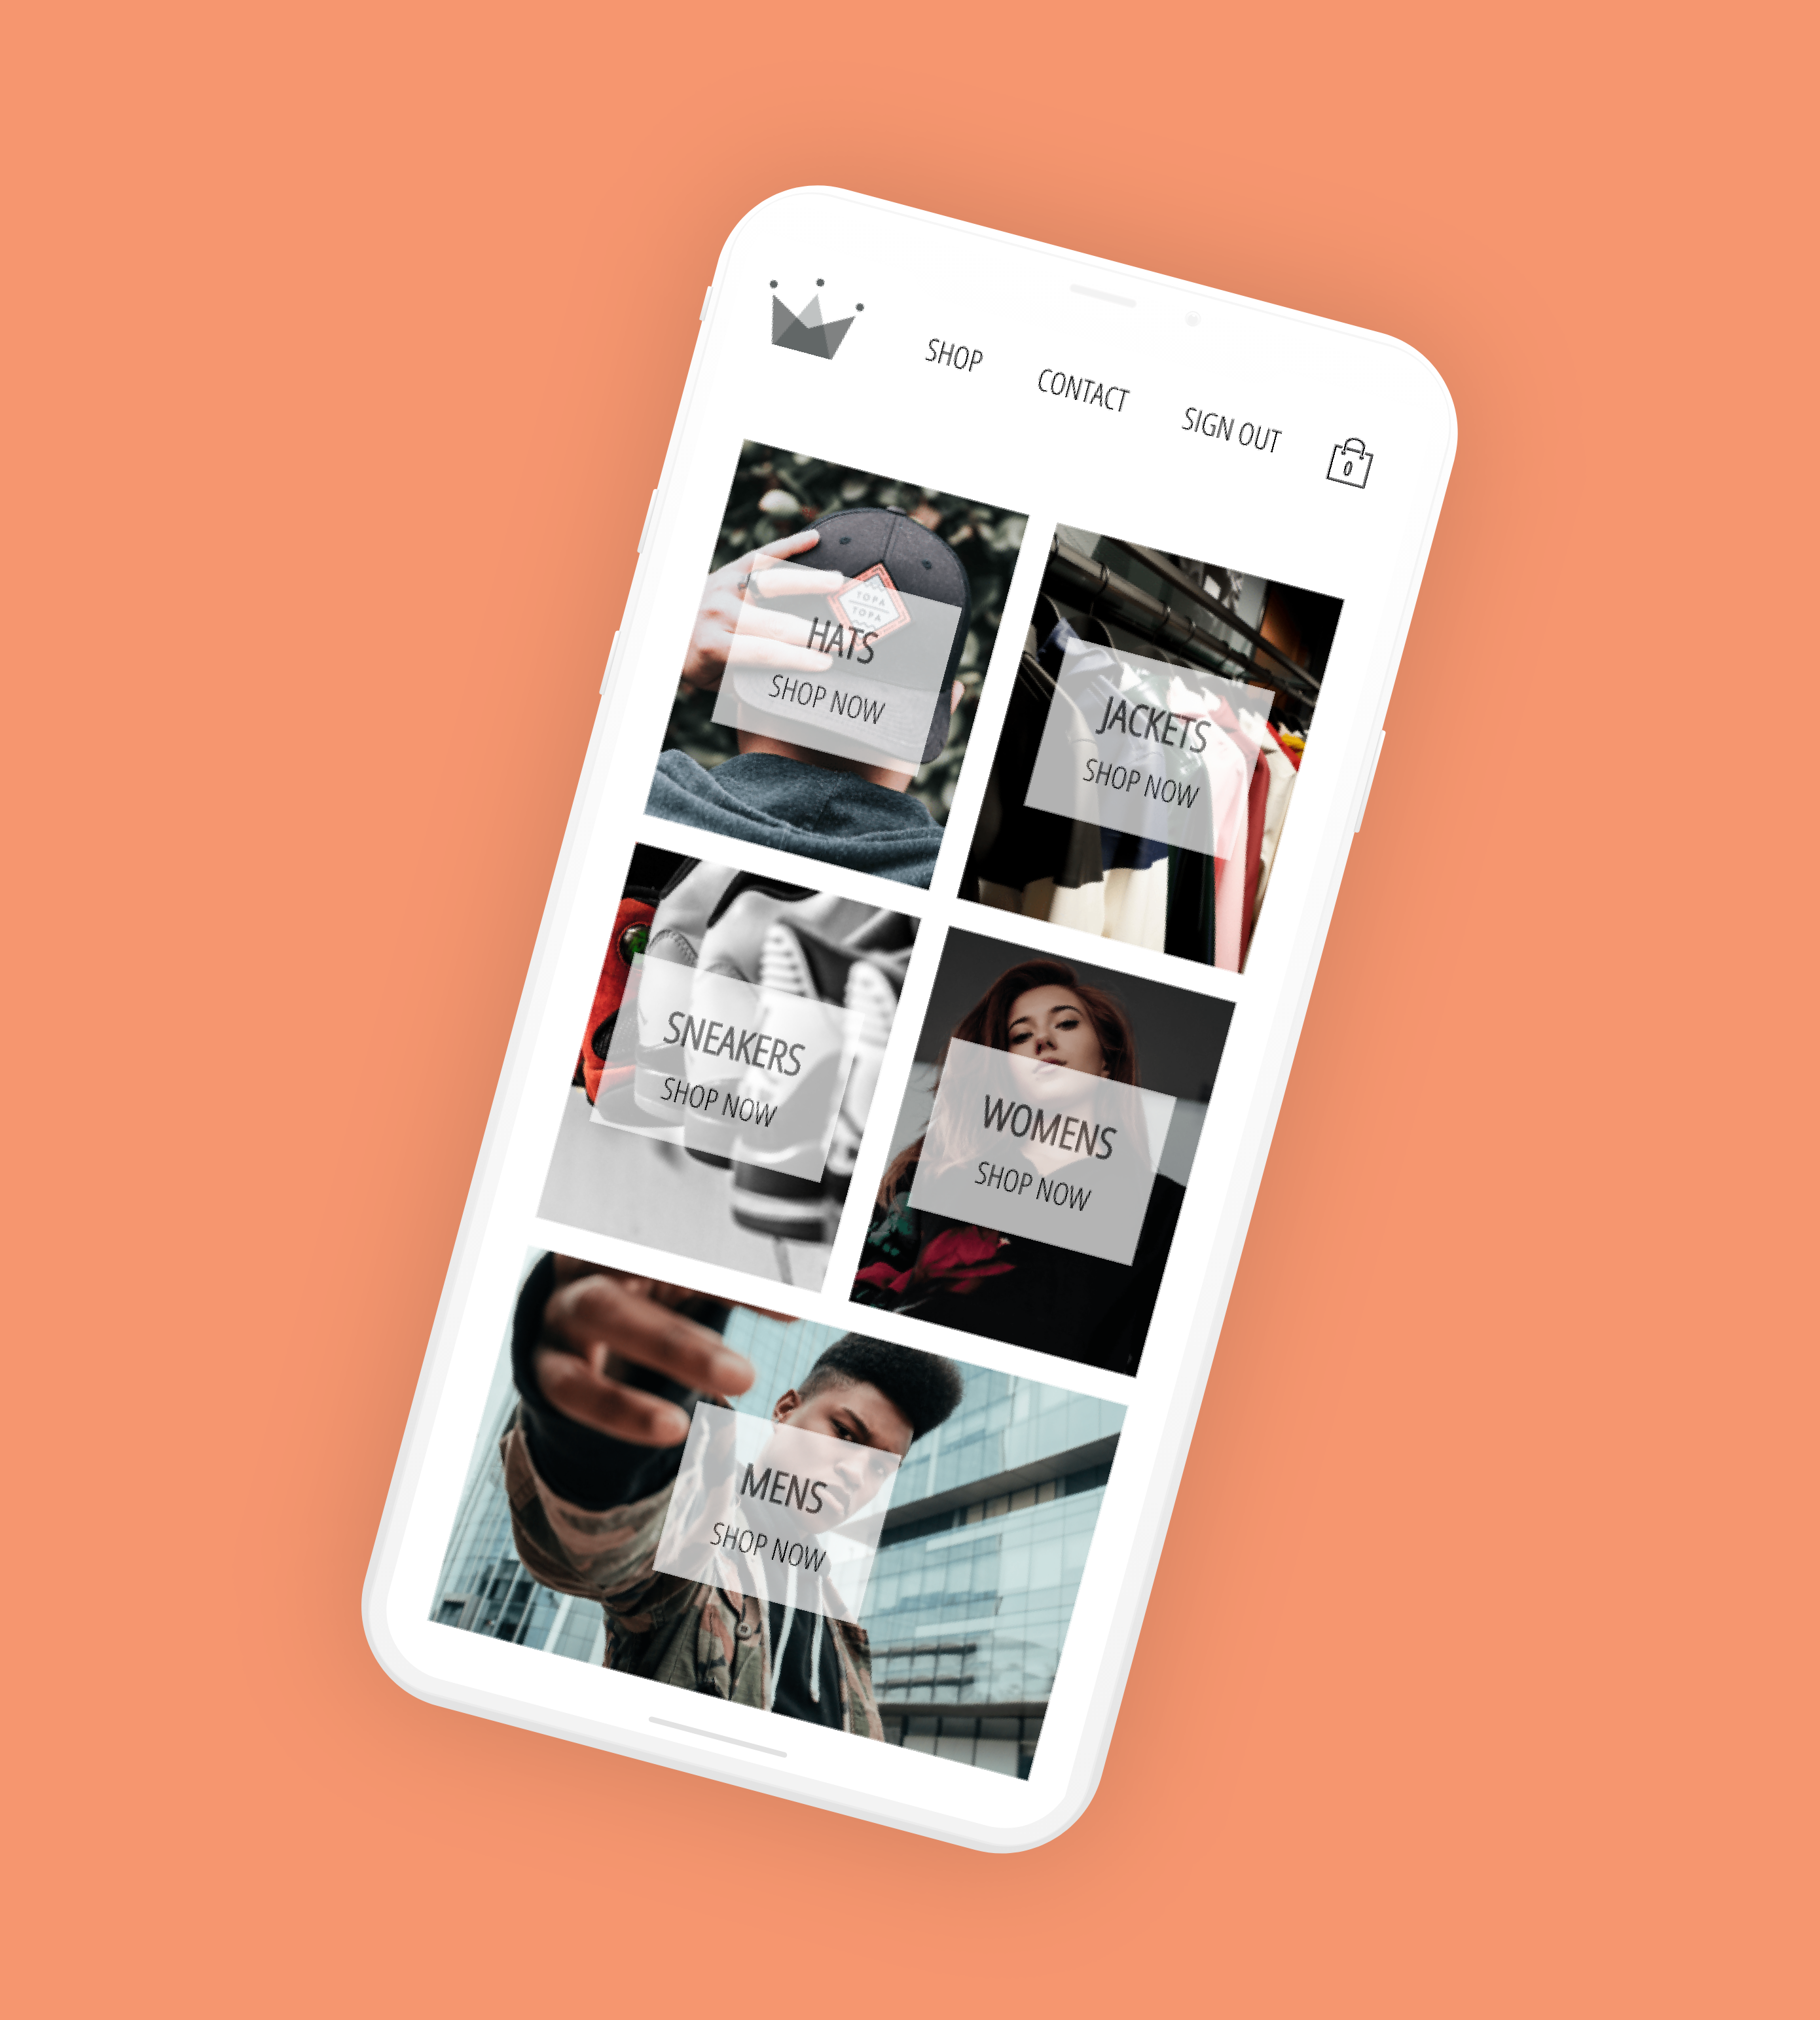 SHOP
CONTACT
SIGN OUT
0
TOPA
TOPA
HATS
SHOP NOW
JACKETS
SHOP NOW
SNEAKERS
SHOP NOW
WOMENS
SHOP NOW
MENS
SHOP NOW